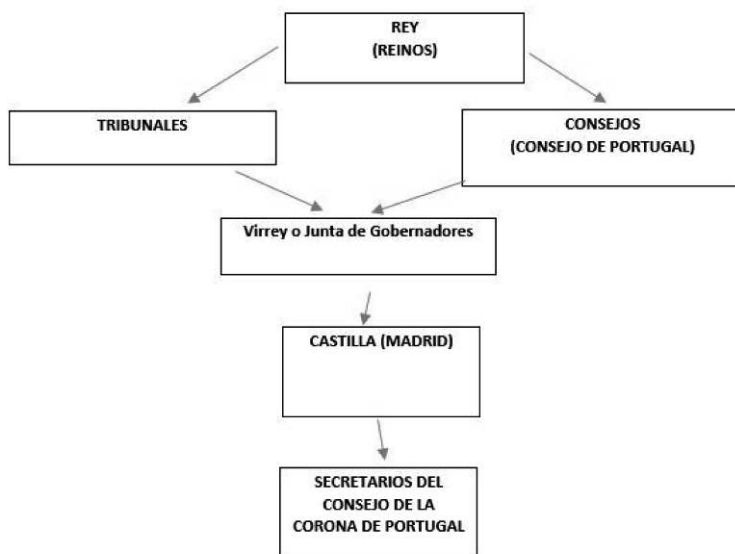 REY
(REINOS)
TRIBUNALES
CONSEJOS
(CONSEJO DE PORTUGAL)
Virrey o Junta de Gobernadores
CASTILLA (MADRID)
SECRETARIOS DEL
CONSEJO DE LA
CORONA DE PORTUGAL